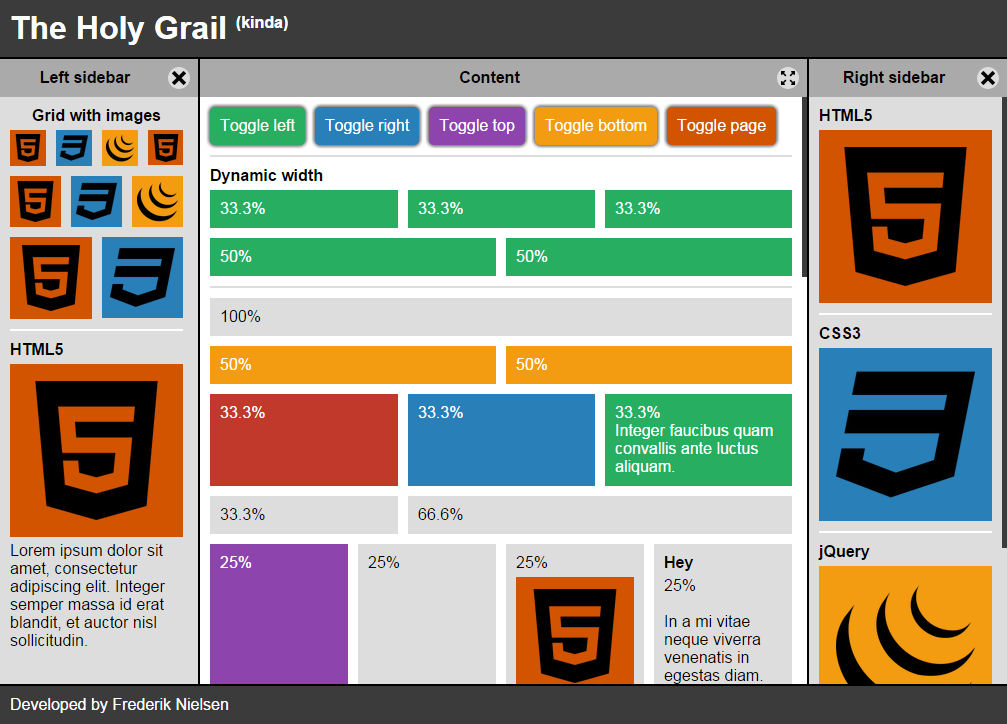 The Holy Grail (kinda)
Left sidebar
Content
Right sidebar
Grid with images
HTML5
Lorem ipsum dolor sit
amet, consectetur
adipiscing elit. Integer
semper massa id erat
blandit, et auctor nisl
sollicitudin.
Toggle left
Toggle right
Toggle top
Toggle bottom
Toggle page
Dynamic width
33.3%
33.3%
33.3%
50%
50%
100%
50%
50%
33.3%
33.3%
33.3%
Integer faucibus quam
convallis ante luctus
aliquam.
33.3%
66.6%
25%
25%
25%
Hey
25%
In a mi vitae
neque viverra
venenatis in
egestas diam.
HTML5
CSS3
jQuery
Developed by Frederik Nielsen